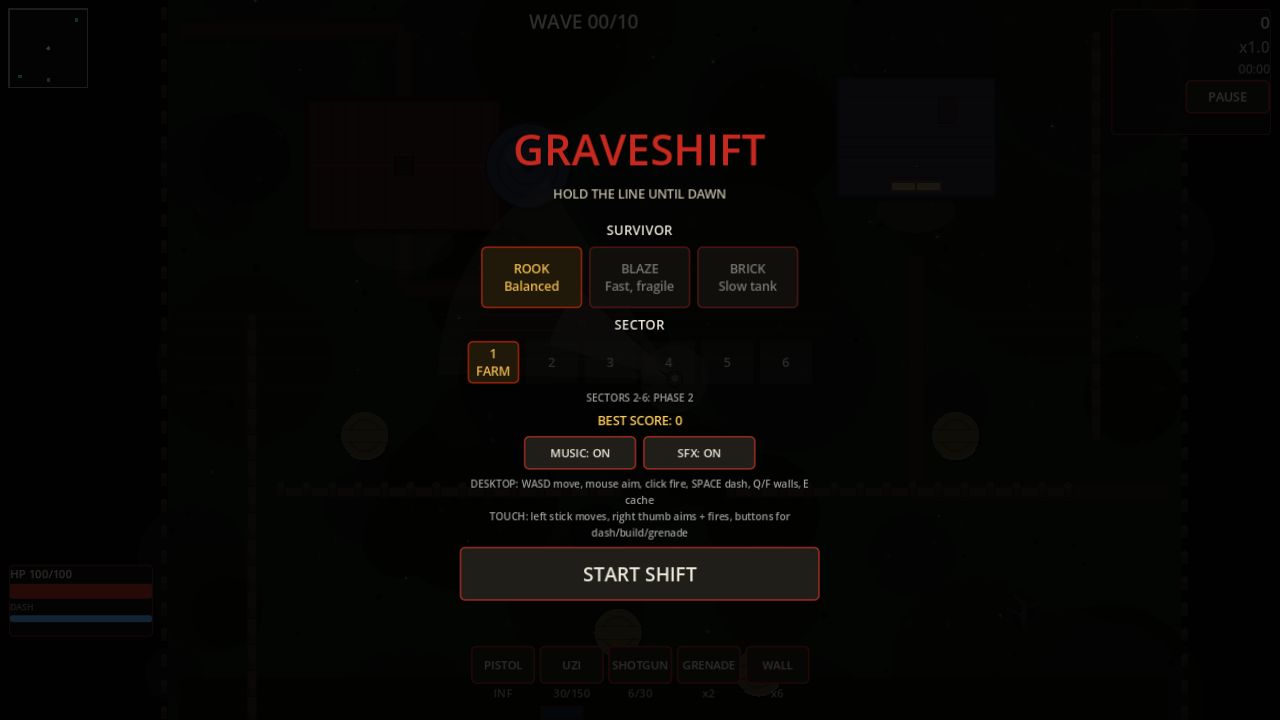 WAVE 00/10
0
x1.0
00:00
PAUSE
GRAVESHIFT
HOLD THE LINE UNTIL DAWN
SURVIVOR
ROOK
Balanced
BLAZE
Fast, fragile
BRICK
Slow tank
SECTOR
1
FARM
2
3
4
5
6
SECTORS 2-6: PHASE 2
BEST SCORE: 0
MUSIC: ON
SFX: ON
DESKTOP: WASD move, mouse aim, click fire, SPACE dash, Q/F walls, E
cache
TOUCH: left stick moves, right thumb aims + fires, buttons for
dash/build/grenade
START SHIFT
HP 100/100
DASH
PISTOL
UZI
SHOTGUN
GRENADE
WALL
INF
30/150
6/30
x2
x6